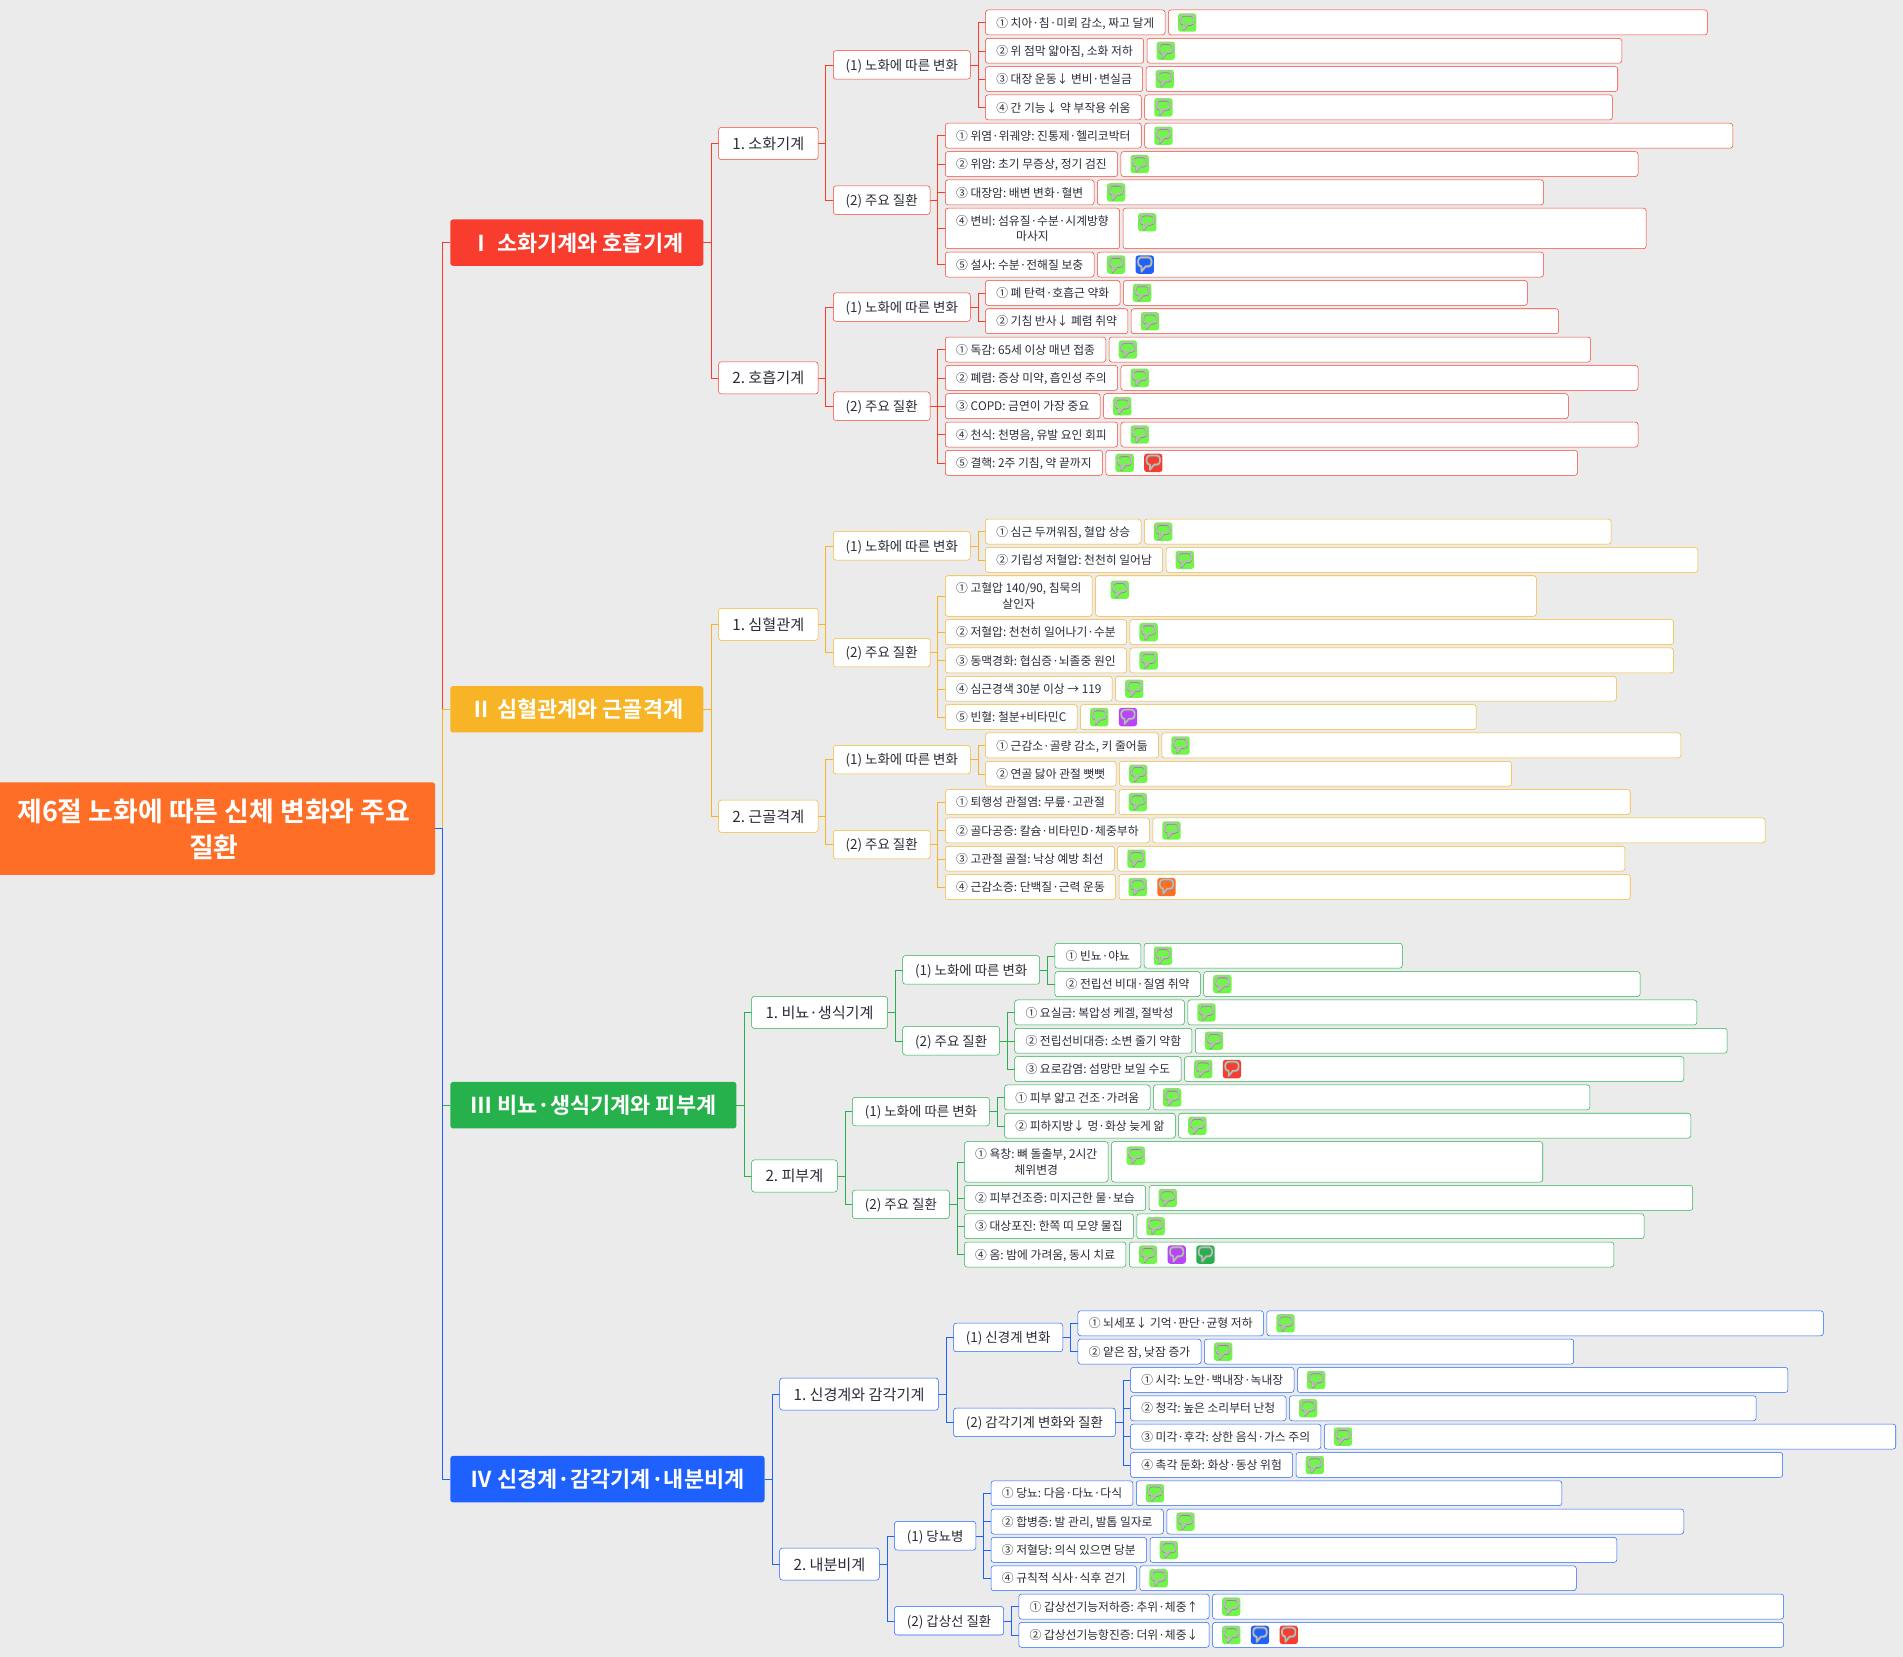 제6절 노화에 따른 신체 변화와 주요
질환
Ⅰ 소화기계와 호흡기계
1. 소화기계
(1) 노화에 따른 변화
① 치아·침·미뢰 감소, 짜고 달게
② 위 점막 얇아짐, 소화 저하
③ 대장 운동↓ 변비·변실금
④ 간 기능↓ 약 부작용 쉬움
(2) 주요 질환
① 위염·위궤양: 진통제·헬리코박터
② 위암: 초기 무증상, 정기 검진
③ 대장암: 배변 변화·혈변
④ 변비: 섬유질·수분·시계방향
마사지
⑤ 설사: 수분·전해질 보충
2. 호흡기계
(1) 노화에 따른 변화
① 폐 탄력·호흡근 약화
② 기침 반사↓ 폐렴 취약
(2) 주요 질환
① 독감: 65세 이상 매년 접종
② 폐렴: 증상 미약, 흡인성 주의
③ COPD: 금연이 가장 중요
④ 천식: 천명음, 유발 요인 회피
⑤ 결핵: 2주 기침, 약 끝까지
Ⅱ 심혈관계와 근골격계
1. 심혈관계
(1) 노화에 따른 변화
① 심근 두꺼워짐, 혈압 상승
② 기립성 저혈압: 천천히 일어남
(2) 주요 질환
① 고혈압 140/90, 침묵의
살인자
② 저혈압: 천천히 일어나기·수분
③ 동맥경화: 협심증·뇌졸중 원인
④ 심근경색 30분 이상 → 119
⑤ 빈혈: 철분+비타민C
2. 근골격계
(1) 노화에 따른 변화
① 근감소·골량 감소, 키 줄어듦
② 연골 닳아 관절 뻣뻣
(2) 주요 질환
① 퇴행성 관절염: 무릎·고관절
② 골다공증: 칼슘·비타민D·체중부하
③ 고관절 골절: 낙상 예방 최선
④ 근감소증: 단백질·근력 운동
Ⅲ 비뇨·생식기계와 피부계
1. 비뇨·생식기계
(1) 노화에 따른 변화
① 빈뇨·야뇨
② 전립선 비대·질염 취약
(2) 주요 질환
① 요실금: 복압성 케겔, 절박성
② 전립선비대증: 소변 줄기 약함
③ 요로감염: 섬망만 보일 수도
2. 피부계
(1) 노화에 따른 변화
① 피부 얇고 건조·가려움
② 피하지방↓ 멍·화상 늦게 앎
(2) 주요 질환
① 욕창: 뼈 돌출부, 2시간
체위변경
② 피부건조증: 미지근한 물·보습
③ 대상포진: 한쪽 띠 모양 물집
④ 옴: 밤에 가려움, 동시 치료
Ⅳ 신경계·감각기계·내분비계
1. 신경계와 감각기계
(1) 신경계 변화
① 뇌세포↓ 기억·판단·균형 저하
② 얕은 잠, 낮잠 증가
(2) 감각기계 변화와 질환
① 시각: 노안·백내장·녹내장
② 청각: 높은 소리부터 난청
③ 미각·후각: 상한 음식·가스 주의
④ 촉각 둔화: 화상·동상 위험
2. 내분비계
(1) 당뇨병
① 당뇨: 다음·다뇨·다식
② 합병증: 발 관리, 발톱 일자로
③ 저혈당: 의식 있으면 당분
④ 규칙적 식사·식후 걷기
(2) 갑상선 질환
① 갑상선기능저하증: 추위·체중↑
② 갑상선기능항진증: 더위·체중↓